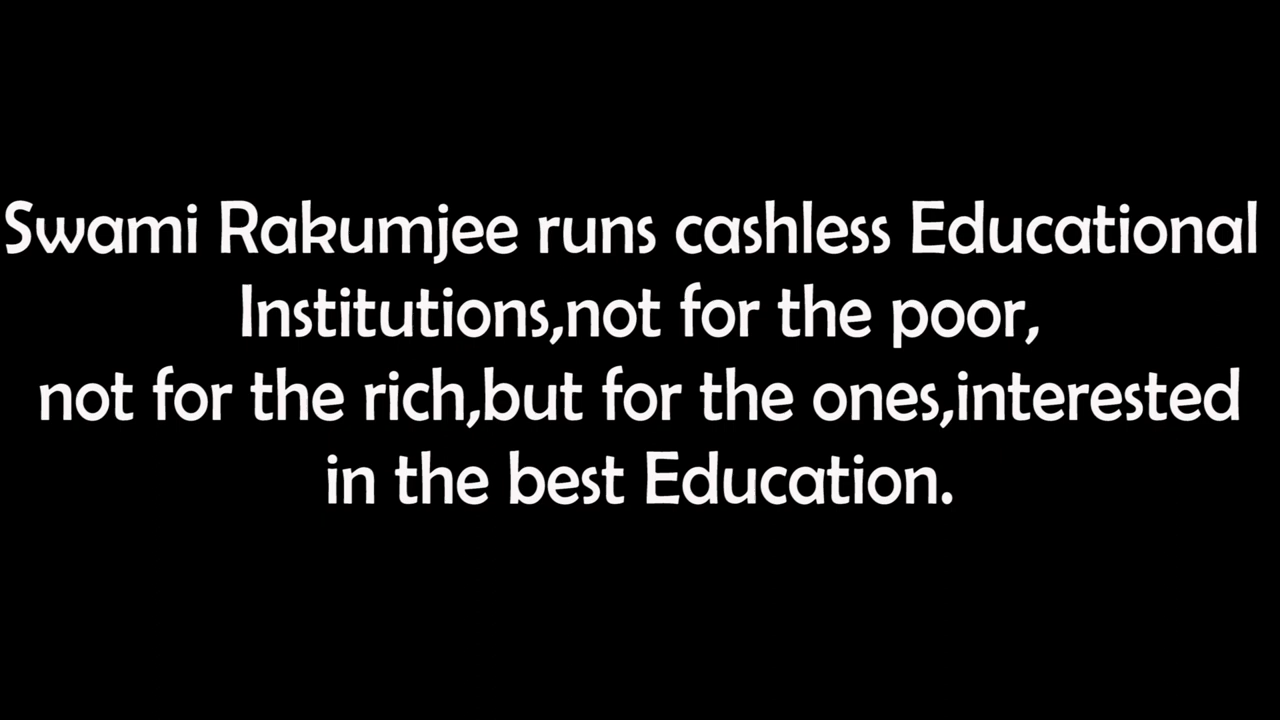 Swami Rakumjee runs cashless Educational
Institutions,not for the poor,
not for the rich,but for the ones,interested
in the best Education.